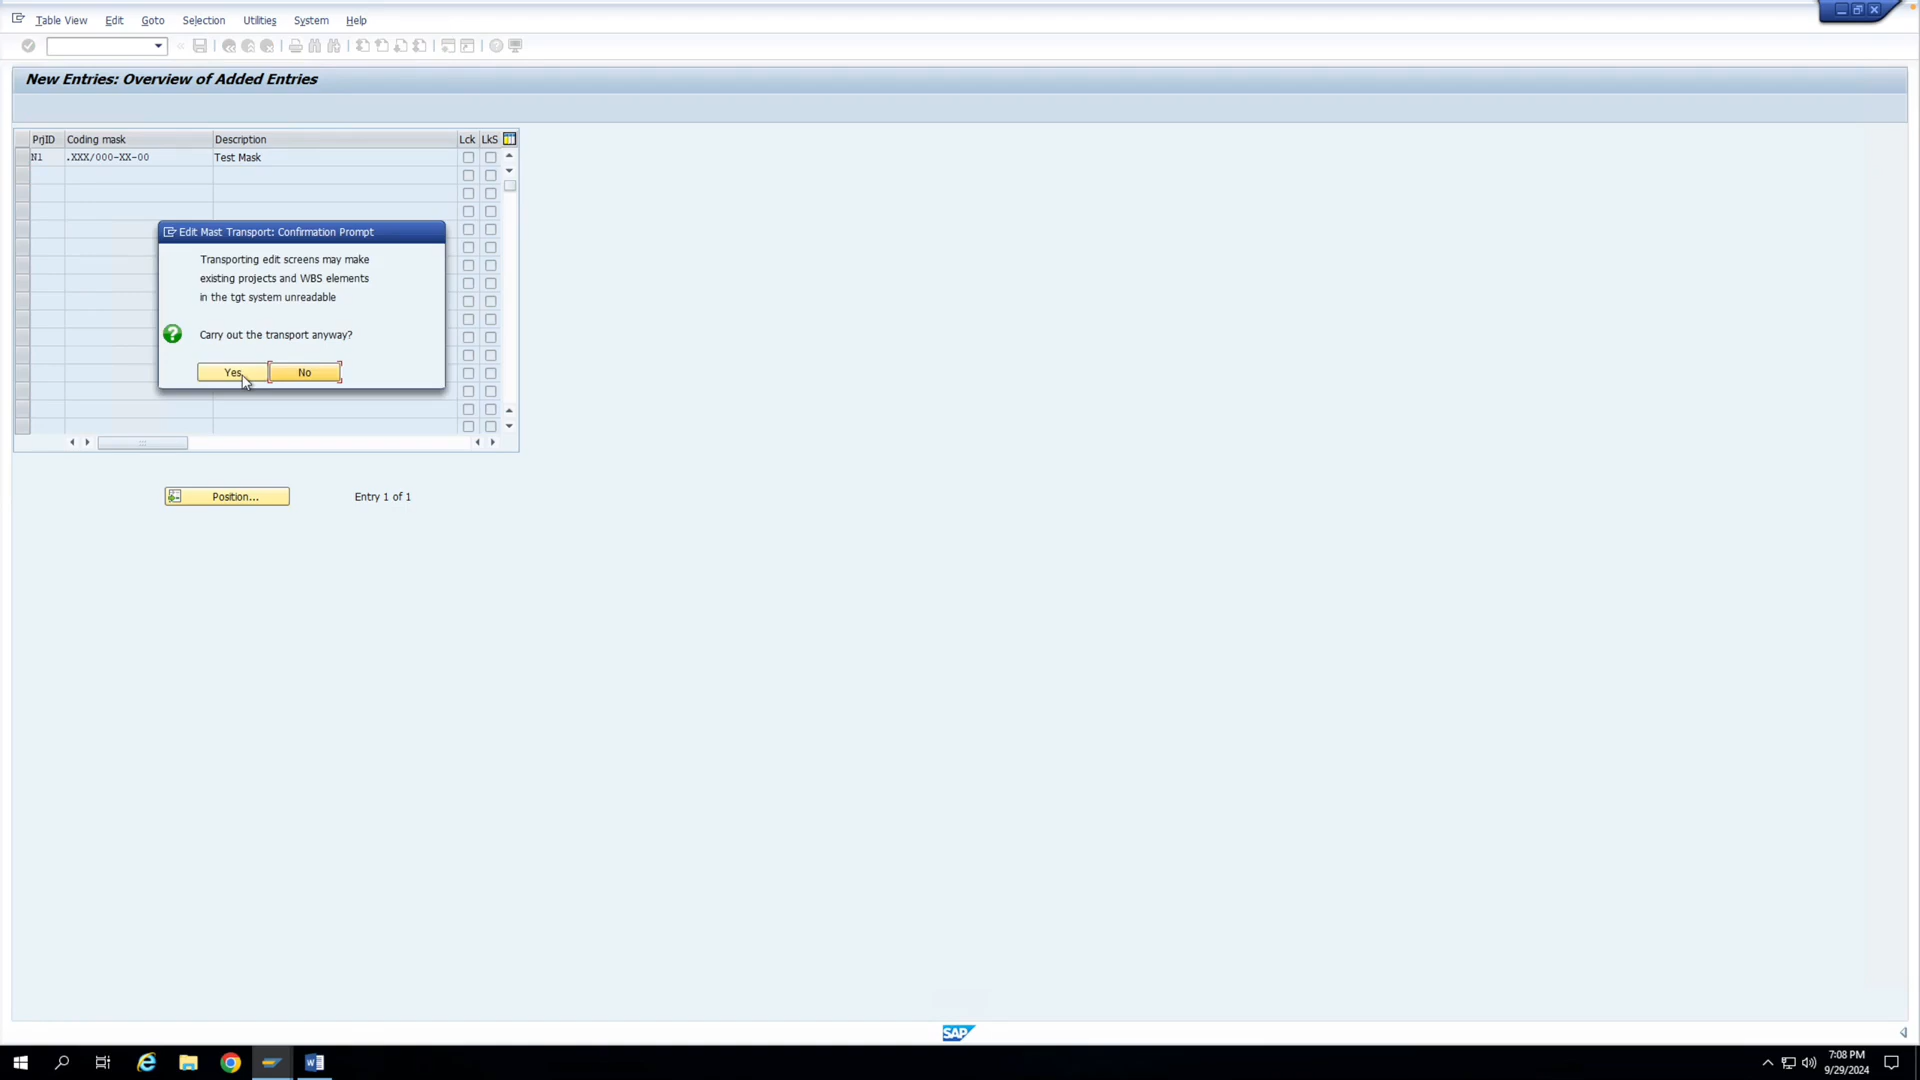 Table View Edit Goto Selection Utilities System Help
New Entries: Overview of Added Entries
PrjID Coding mask Description Lck LkS
N1 .XXX/000-XX-00 Test Mask
Edit Mast Transport: Confirmation Prompt
Transporting edit screens may make
existing projects and WBS elements
in the tgt system unreadable
Carry out the transport anyway?
Yes No
Position... Entry 1 of 1
SAP
7:08 PM
9/29/2024